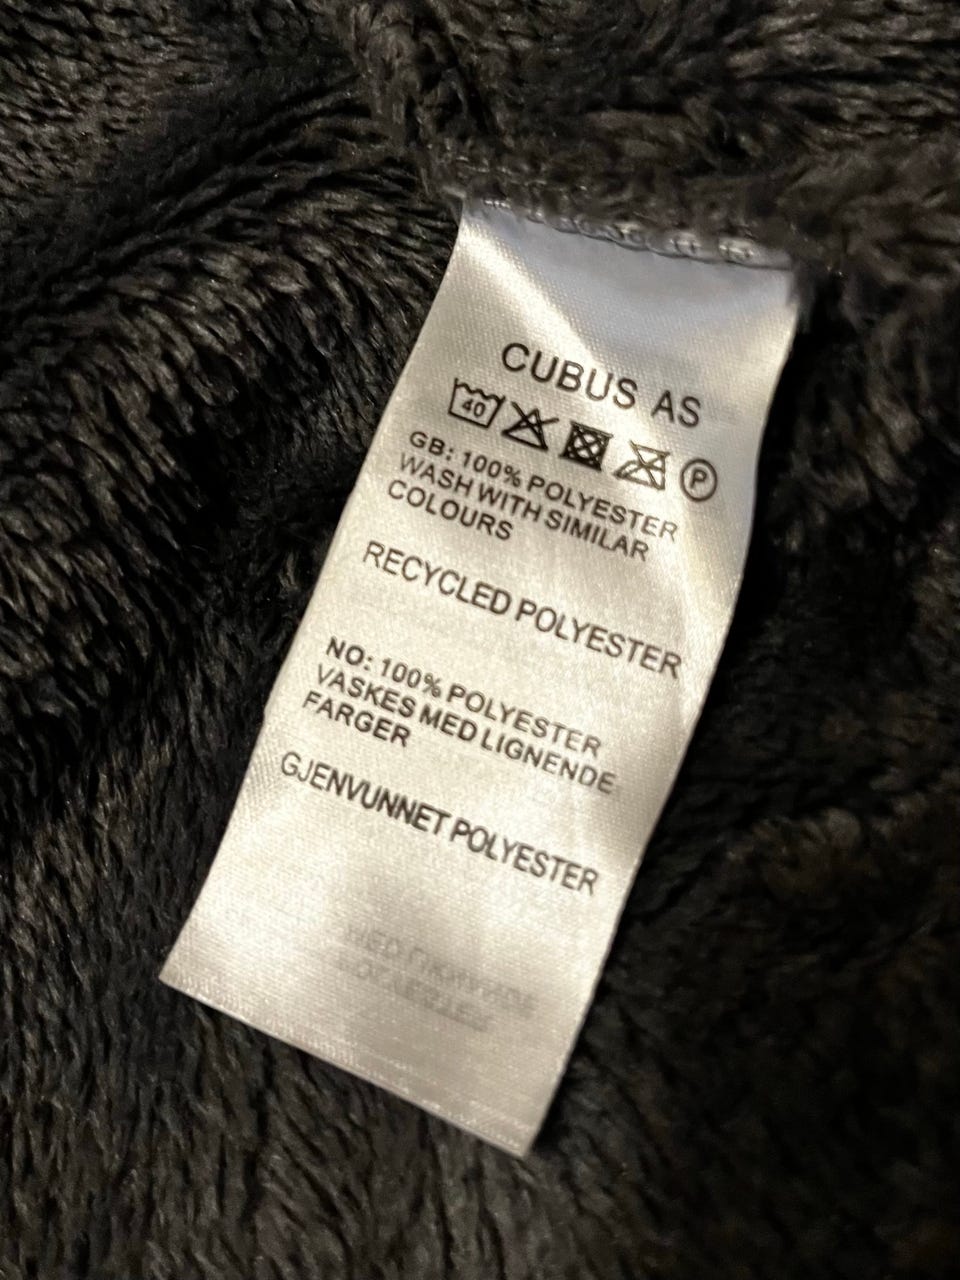 CUBUS AS
40 P
GB: 100% POLYESTER
WASH WITH SIMILAR
COLOURS
RECYCLED POLYESTER
NO: 100% POLYESTER
VASKES MED LIGNENDE
FARGER
GJENVUNNET POLYESTER